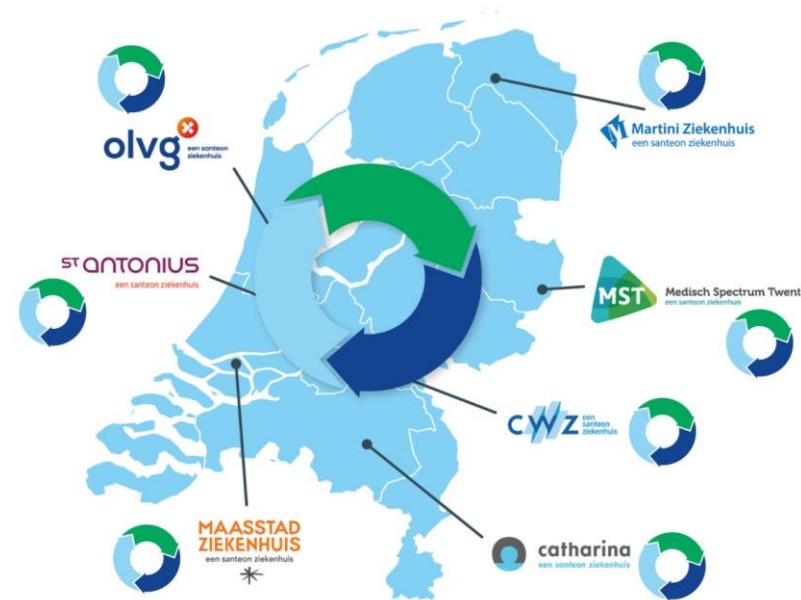 olvg
een santeon
ziekenhuis
Martini Ziekenhuis
een santeon ziekenhuis
ST ANTONIUS
een santeon ziekenhuis
MST
Medisch Spectrum Twent
een santeon ziekenhuis
CWZ
een
santeon
ziekenhuis
MAASSTAD
ZIEKENHUIS
een santeon ziekenhuis
catharina
een santeon ziekenhuis